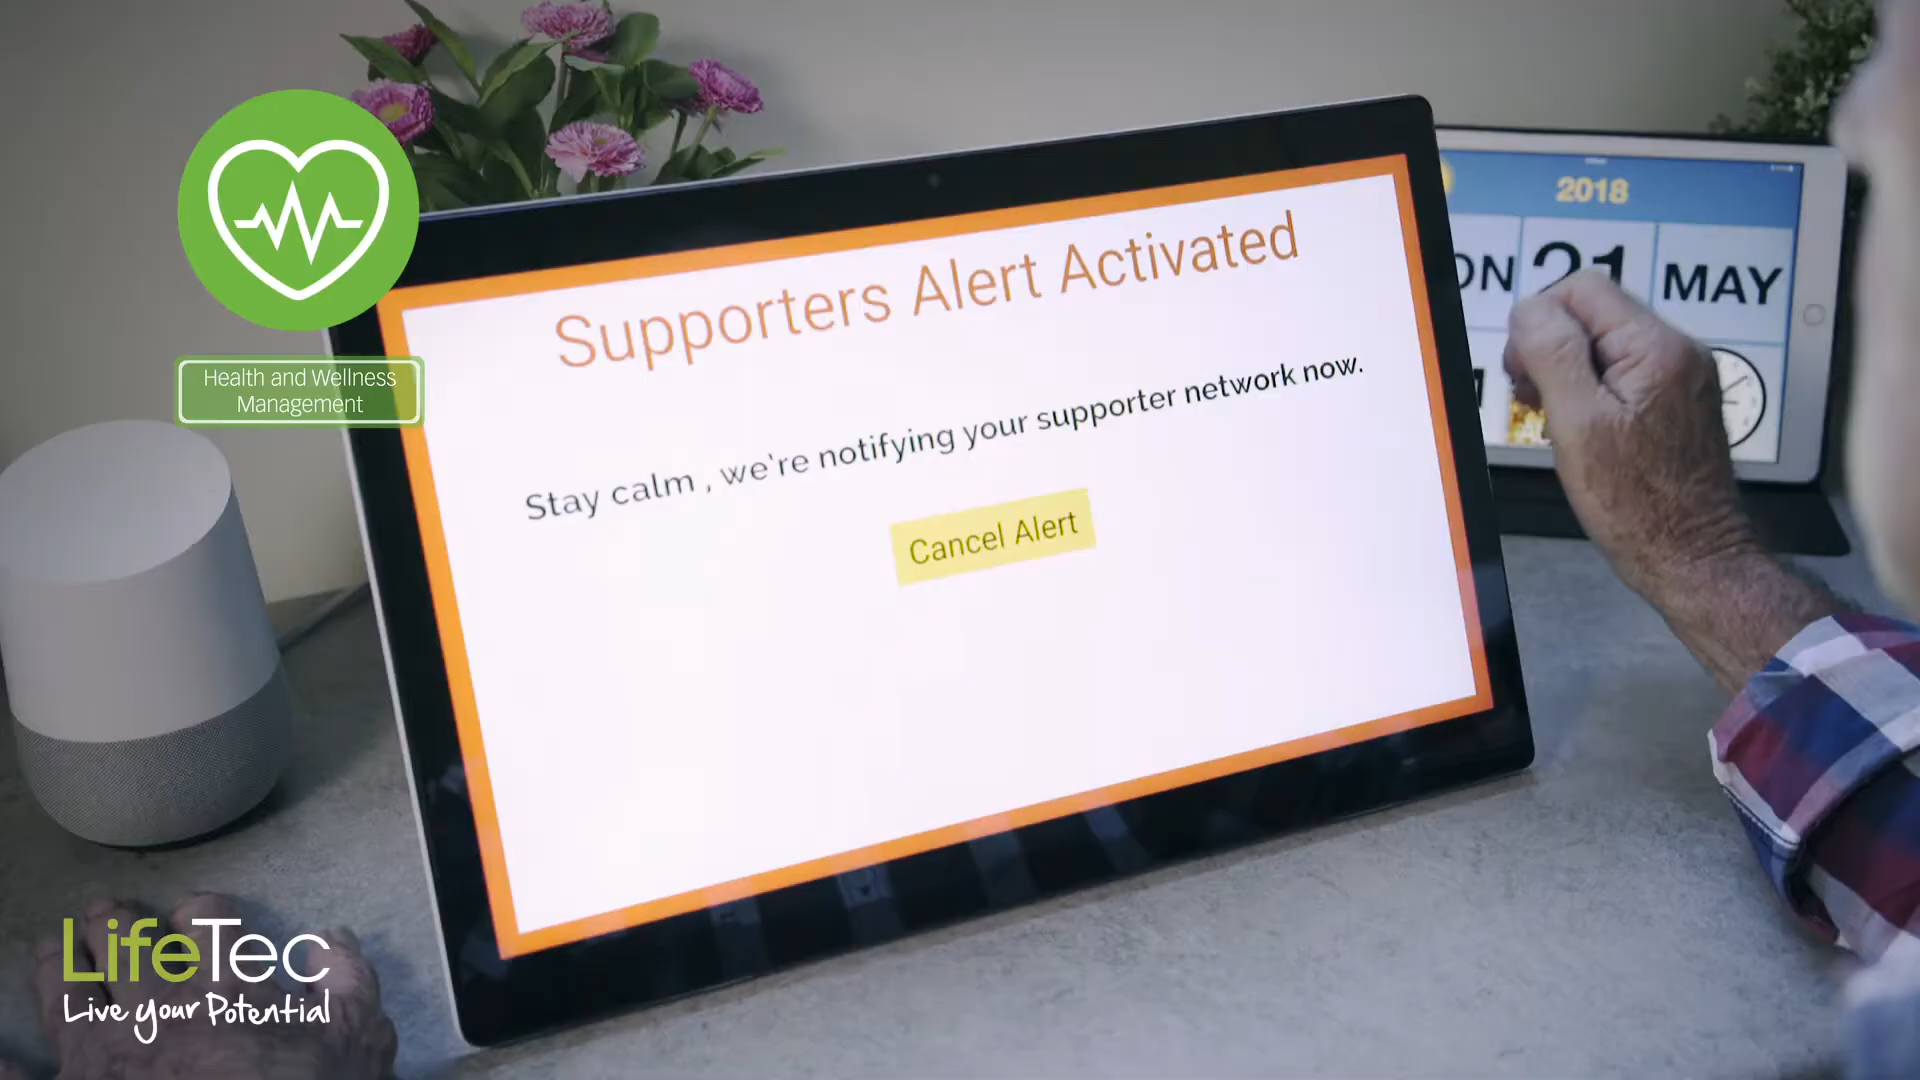 Health and Wellness
Management
Supporters Alert Activated
Stay calm , we're notifying your supporter network now.
Cancel Alert
2018
21
MAY
LifeTec
Live your Potential